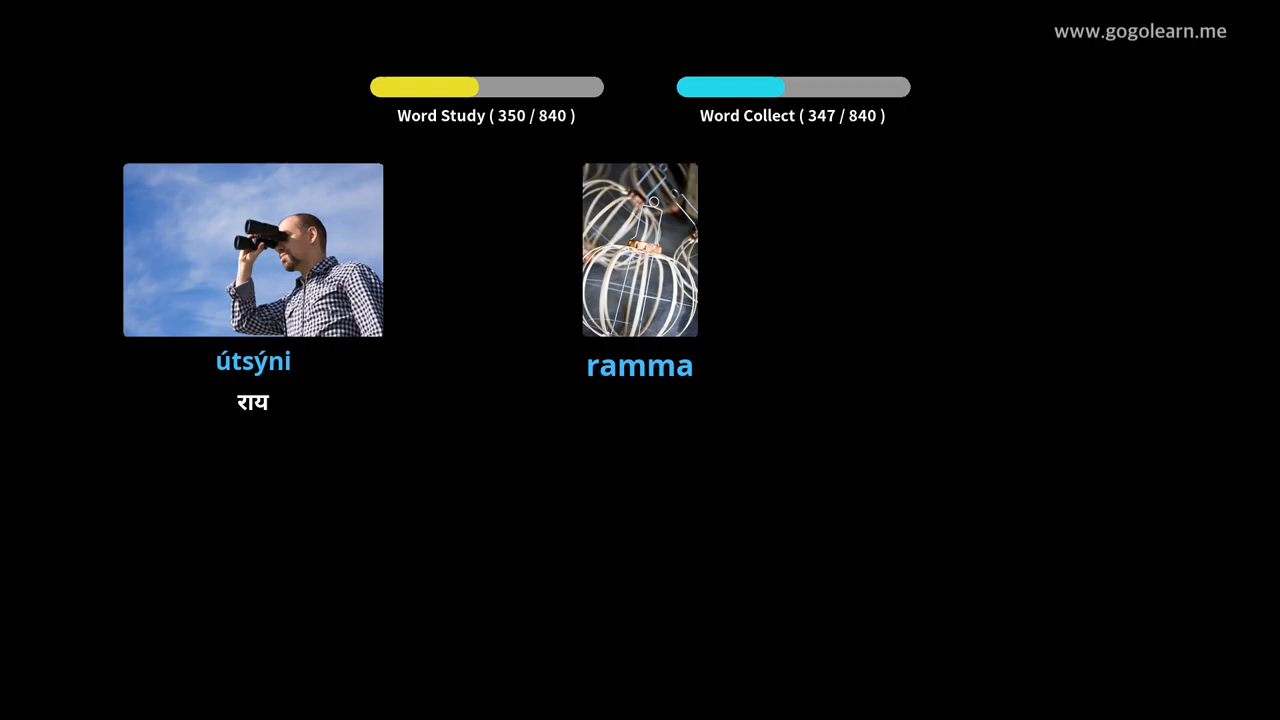 www.gogolearn.me
Word Study ( 350 / 840 )
Word Collect ( 347 / 840 )
útsýni
राय
ramma